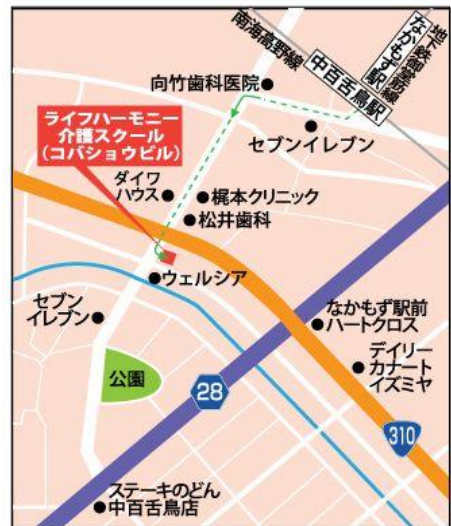 南海高野線
中百舌鳥駅
地下鉄御堂筋線
なかもず駅
向竹歯科医院
ライフハーモニー
介護スクール
(コバショウビル)
セブンイレブン
ダイワ
ハウス
梶本クリニック
松井歯科
ウェルシア
セブン
イレブン
なかもず駅前
ハートクロス
デイリー
カナート
イズミヤ
公園
28
310
ステーキのどん
中百舌鳥店